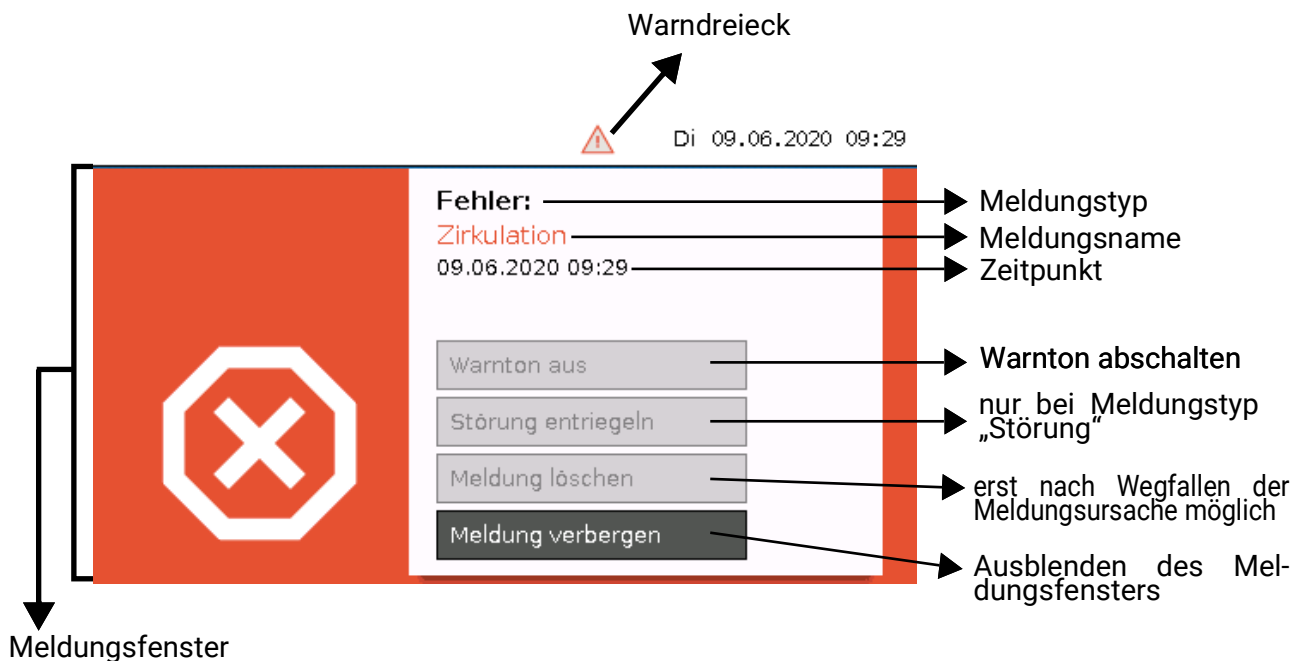 Warndreieck
Di 09.06.2020 09:29
Fehler:
Meldungstyp
Zirkulation
Meldungsname
09.06.2020 09:29
Zeitpunkt
Warnton aus
Warnton abschalten
Störung entriegeln
nur bei Meldungstyp
„Störung“
Meldung löschen
erst nach Wegfallen der
Meldungsursache möglich
Meldung verbergen
Ausblenden des Mel-
dungsfensters
Meldungsfenster